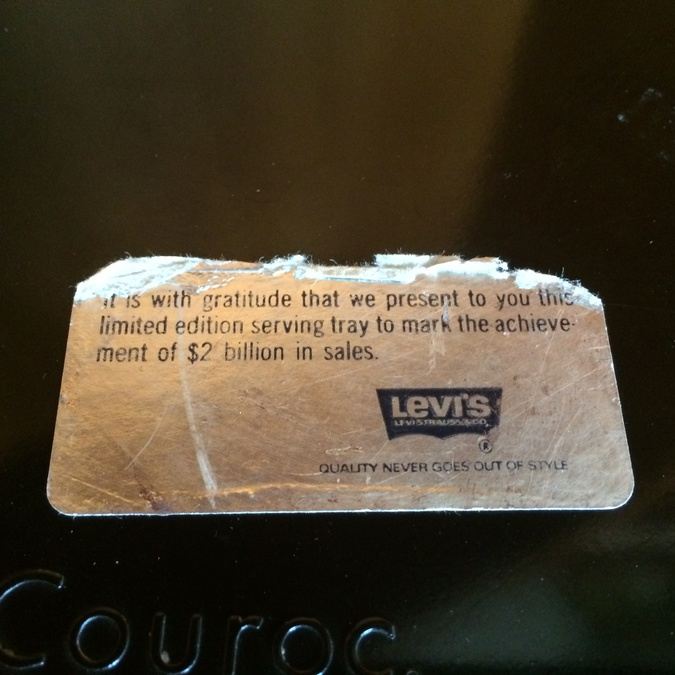 It is with gratitude that we present to you this
limited edition serving tray to mark the achieve-
ment of $2 billion in sales.
Levi's
LEVI STRAUSS & CO.
®
QUALITY NEVER GOES OUT OF STYLE
Couroc